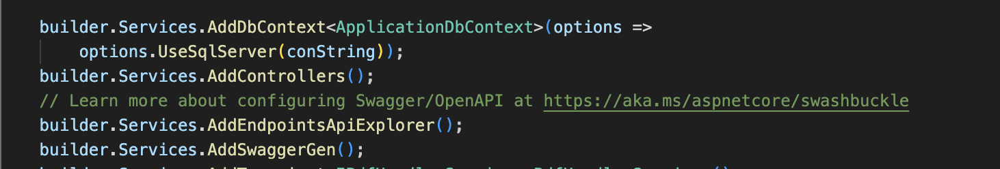 builder.Services.AddDbContext<ApplicationDbContext>(options =>
options.UseSqlServer(conString));
builder.Services.AddControllers();
// Learn more about configuring Swagger/OpenAPI at https://aka.ms/aspnetcore/swashbuckle
builder.Services.AddEndpointsApiExplorer();
builder.Services.AddSwaggerGen();